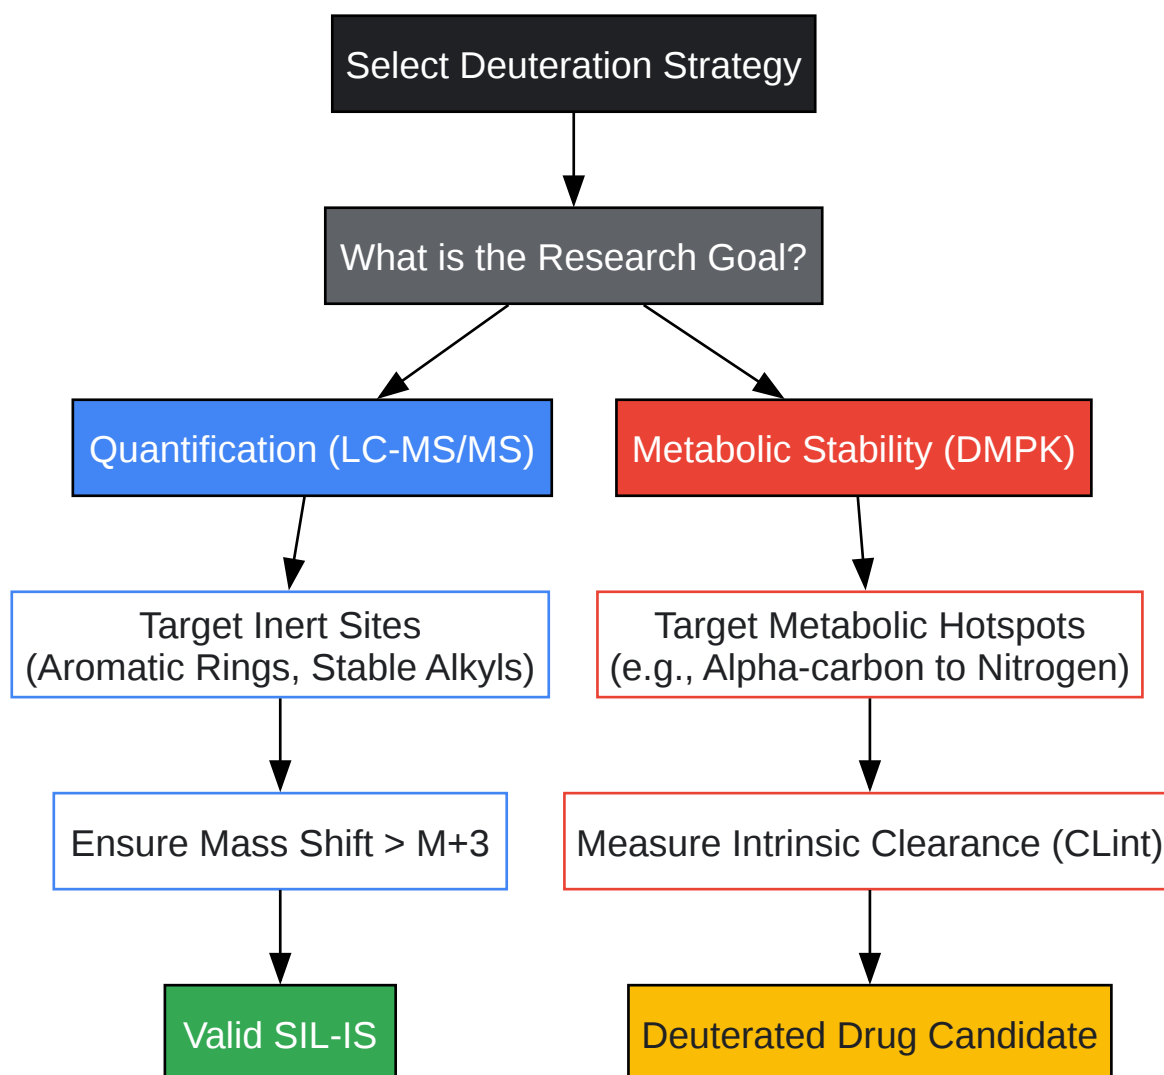 Select Deuteration Strategy
What is the Research Goal?
Quantification (LC-MS/MS)
Metabolic Stability (DMPK)
Target Inert Sites
(Aromatic Rings, Stable Alkyls)
Target Metabolic Hotspots
(e.g., Alpha-carbon to Nitrogen)
Ensure Mass Shift > M+3
Measure Intrinsic Clearance (CLint)
Valid SIL-IS
Deuterated Drug Candidate